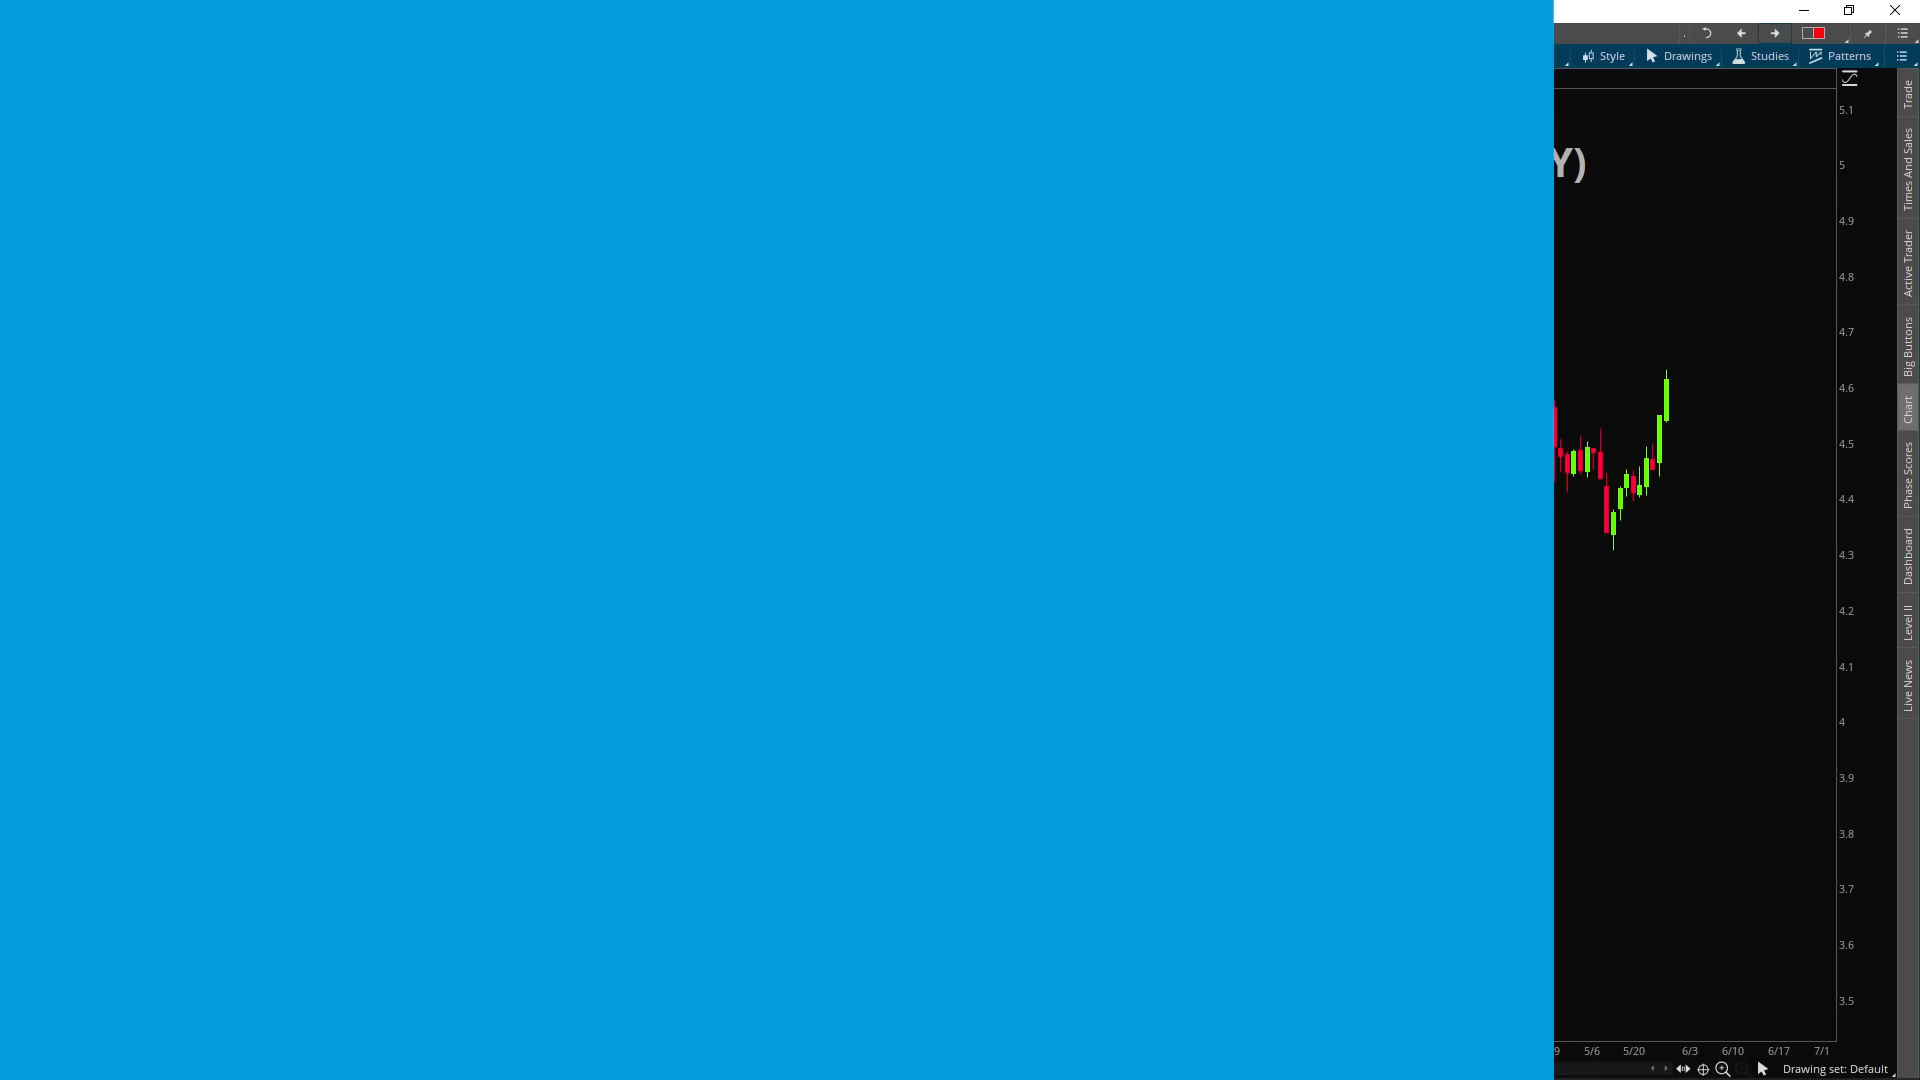 Style
Drawings
Studies
Patterns
Y)
5.1
5
4.9
4.8
4.7
4.6
4.5
4.4
4.3
4.2
4.1
4
3.9
3.8
3.7
3.6
3.5
9
5/6
5/20
6/3
6/10
6/17
7/1
Drawing set: Default
Trade
Times And Sales
Active Trader
Big Buttons
Chart
Phase Scores
Dashboard
Level II
Live News